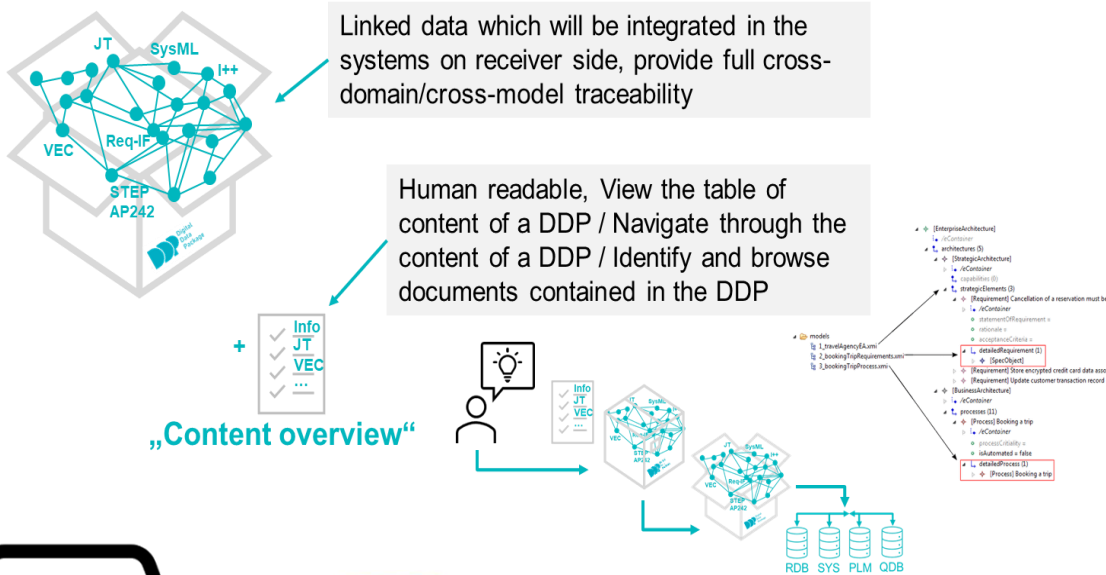 Linked data which will be integrated in the
systems on receiver side, provide full cross-
domain/cross-model traceability
JT
SysML
I++
VEC
Req-IF
STEP
AP242
DDP Digital
Data
Package
Human readable, View the table of
content of a DDP / Navigate through the
content of a DDP / Identify and browse
documents contained in the DDP
+
Info
JT
VEC
...
„Content overview“
Info
JT
VEC
...
JT
SysML
I++
VEC
STEP
AP242
JT
SysML
I++
VEC
Req-IF
STEP
AP242
RDB SYS PLM QDB
models
1_travelAgencyEA.xmi
2_bookingTripRequirements.xmi
3_bookingTripProcess.xmi
[EnterpriseArchitecture]
/eContainer
architectures (5)
[StrategicArchitecture]
/eContainer
capabilities (0)
strategicElements (3)
[Requirement] Cancellation of a reservation must be
/eContainer
statementOfRequirement =
rationale =
acceptanceCriteria =
detailedRequirement (1)
[SpecObject]
[Requirement] Store encrypted credit card data asso
[Requirement] Update customer transaction record
[BusinessArchitecture]
/eContainer
processes (11)
[Process] Booking a trip
/eContainer
processCritiality =
isAutomated = false
detailedProcess (1)
[Process] Booking a trip